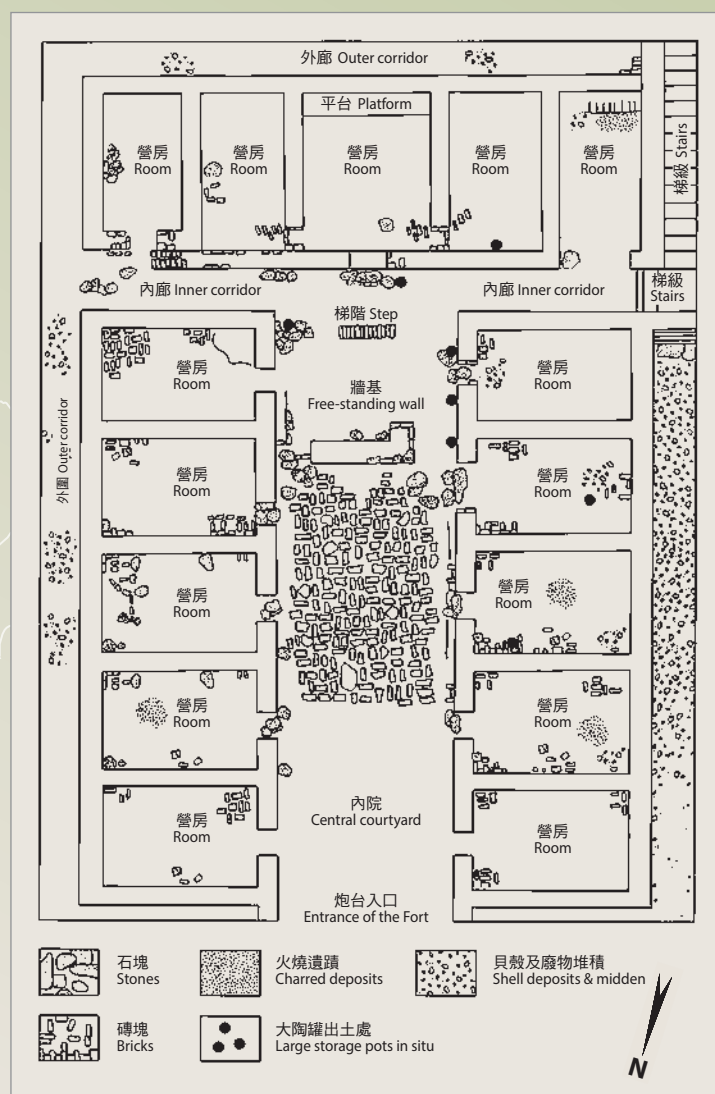 外廊 Outer corridor
平台 Platform
營房
Room
營房
Room
營房
Room
營房
Room
營房
Room
梯級 Stairs
內廊 Inner corridor
內廊 Inner corridor
梯級
Stairs
梯階 Step
營房
Room
營房
Room
牆基
Free-standing wall
外圍 Outer corridor
營房
Room
營房
Room
營房
Room
營房
Room
營房
Room
營房
Room
內院
Central courtyard
營房
Room
營房
Room
炮台入口
Entrance of the Fort
石塊
Stones
火燒遺蹟
Charred deposits
貝殼及廢物堆積
Shell deposits & midden
磚塊
Bricks
大陶罐出土處
Large storage pots in situ
N